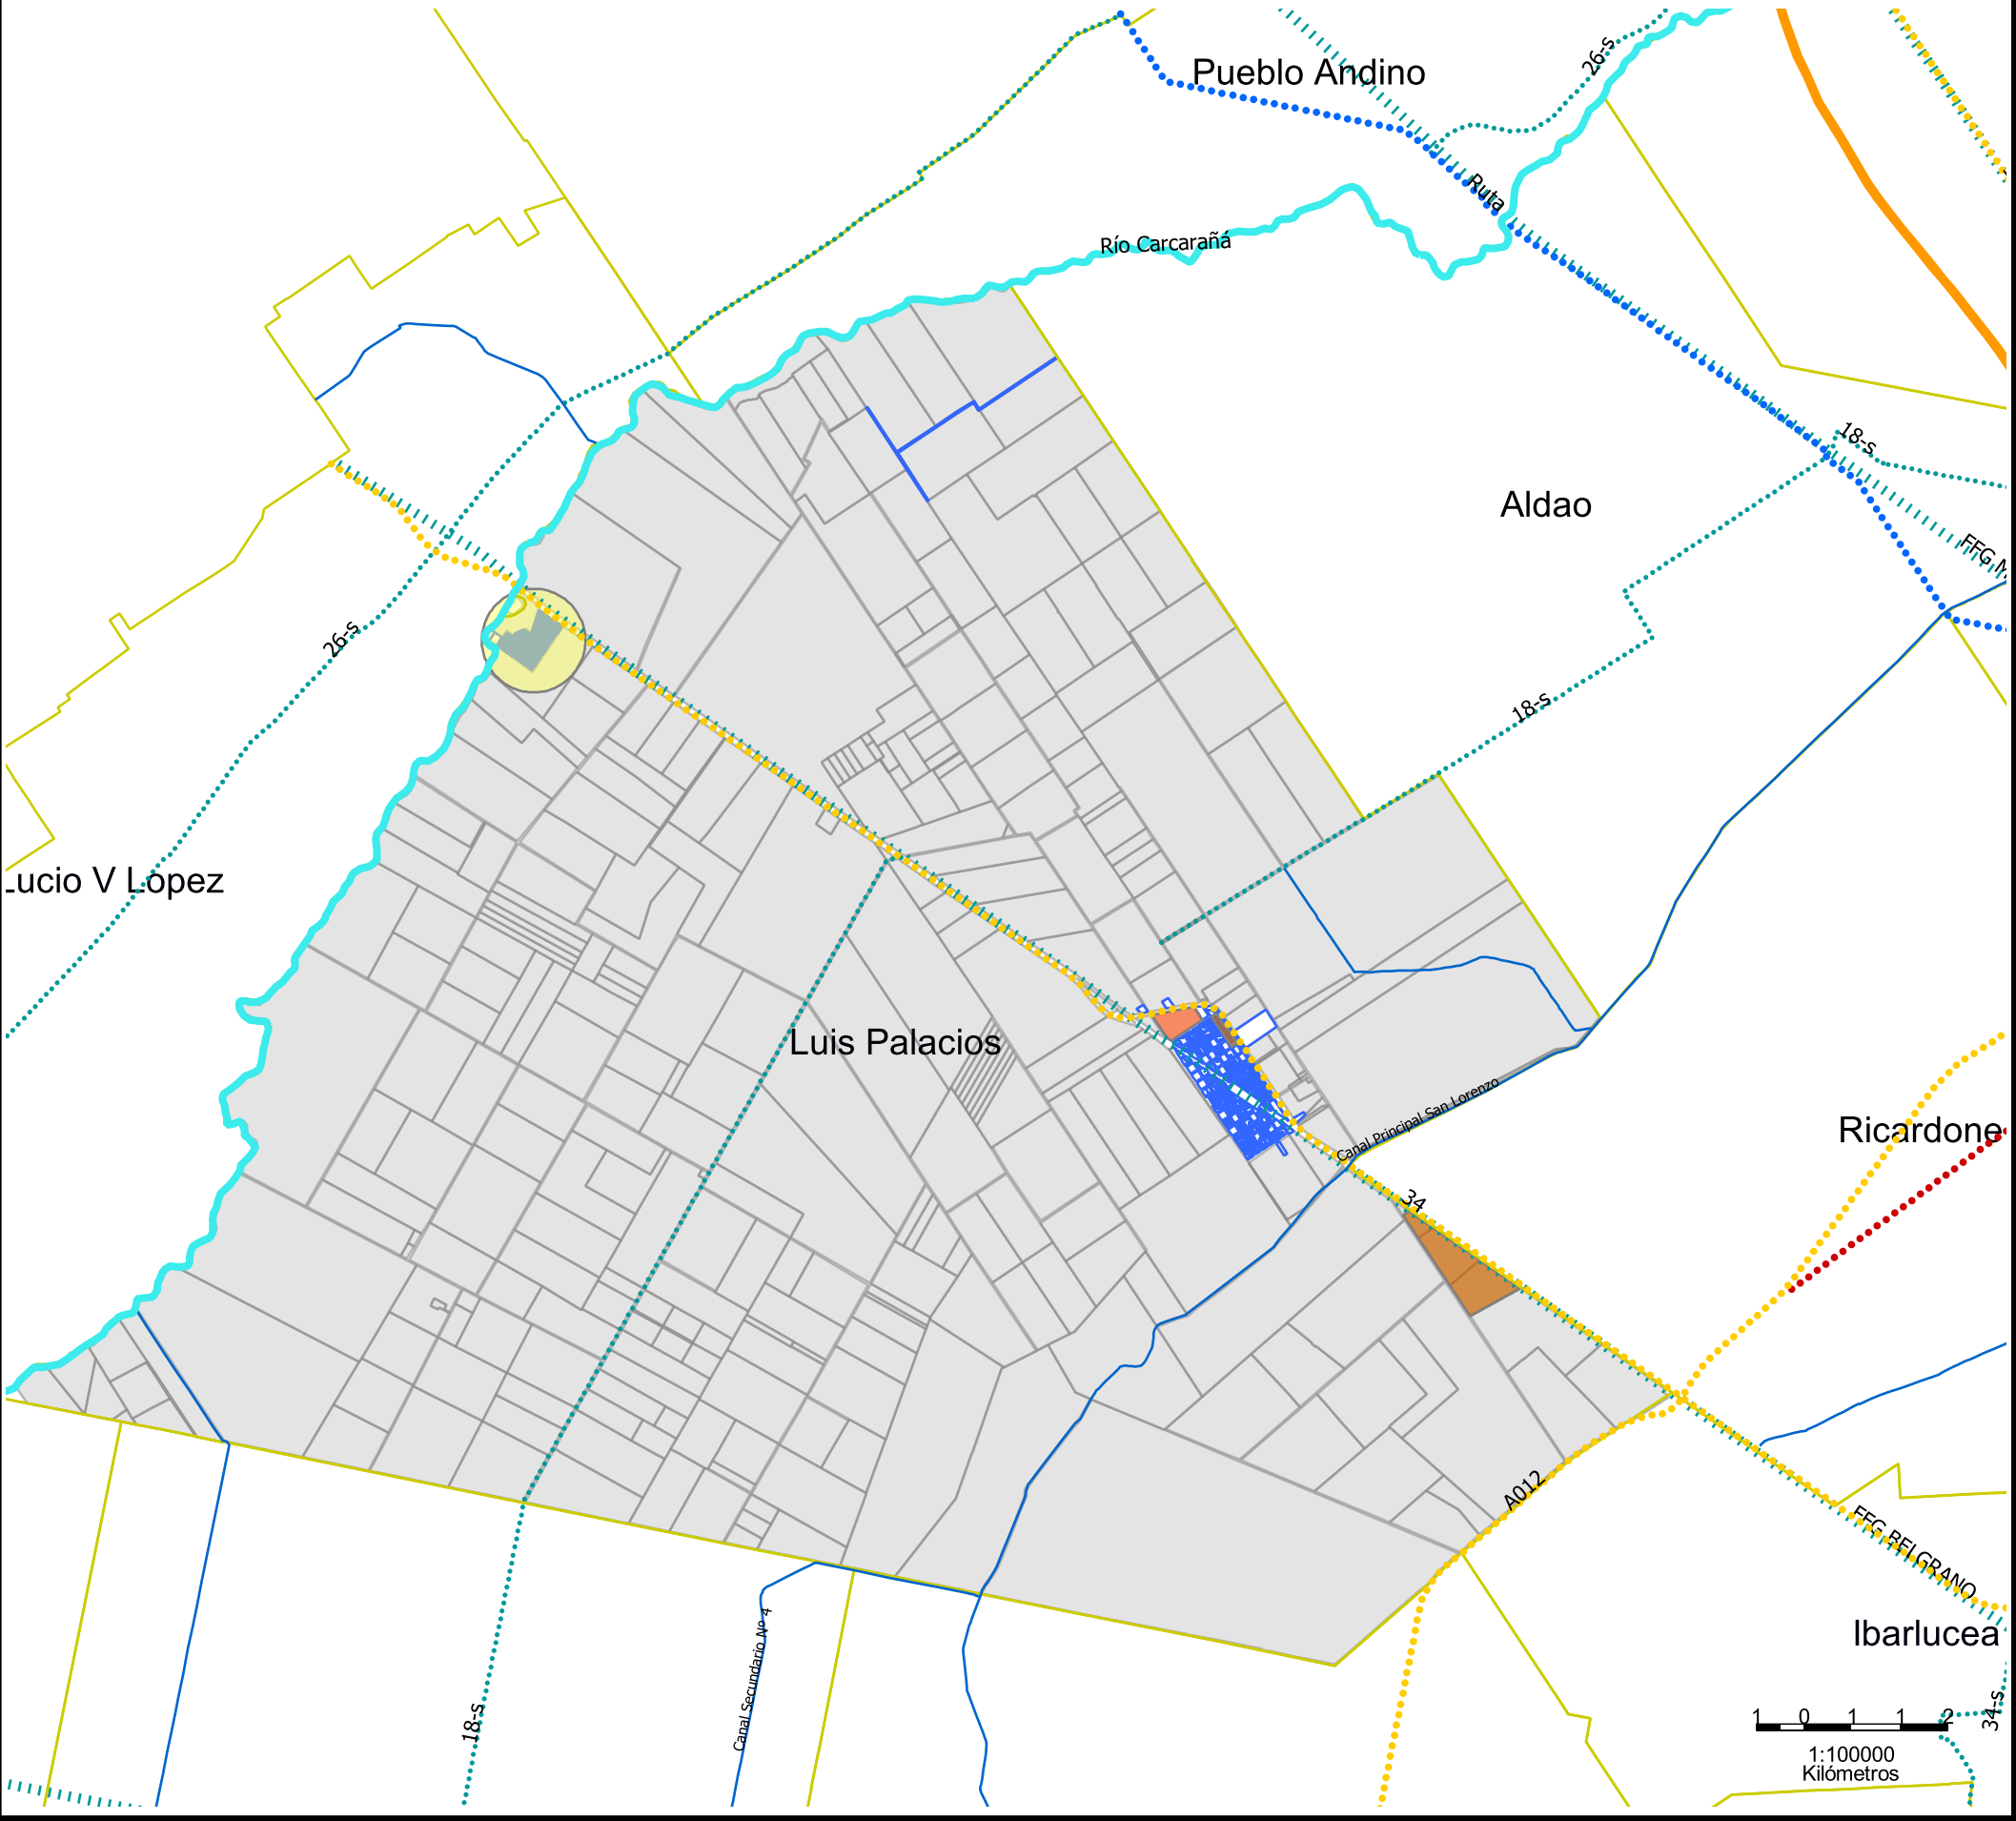 Pueblo Andino
26-s
Ruta
Río Carcarañá
18-s
Aldao
FFG M
26-s
18-s
Lucio V Lopez
Luis Palacios
Canal Principal San Lorenzo
Ricardone
34
A012
FFG BELGRANO
Ibarlucea
Canal Secundario Nº 4
18-s
34-s
1 0 1 1 2
1:100000
Kilómetros